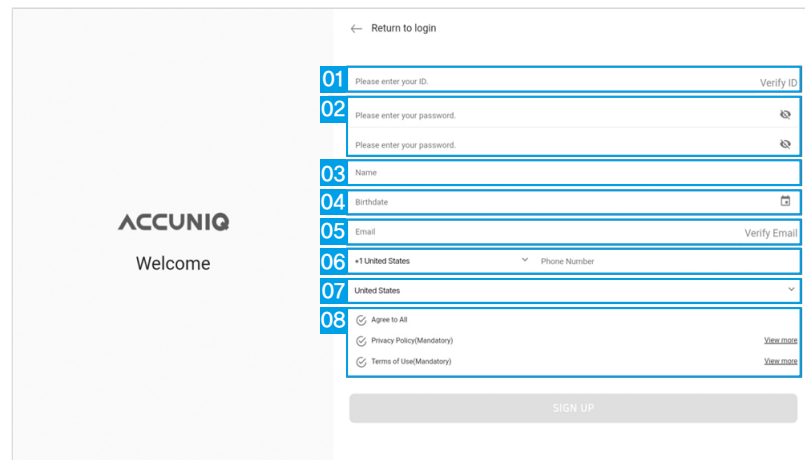 Return to login
01 Please enter your ID. Verify ID
02 Please enter your password.
Please enter your password.
03 Name
04 Birthdate
ACCUNIQ
05 Email Verify Email
Welcome
06 +1 United States Phone Number
07 United States
08 Agree to All
Privacy Policy(Mandatory) View more
Terms of Use(Mandatory) View more
SIGN UP